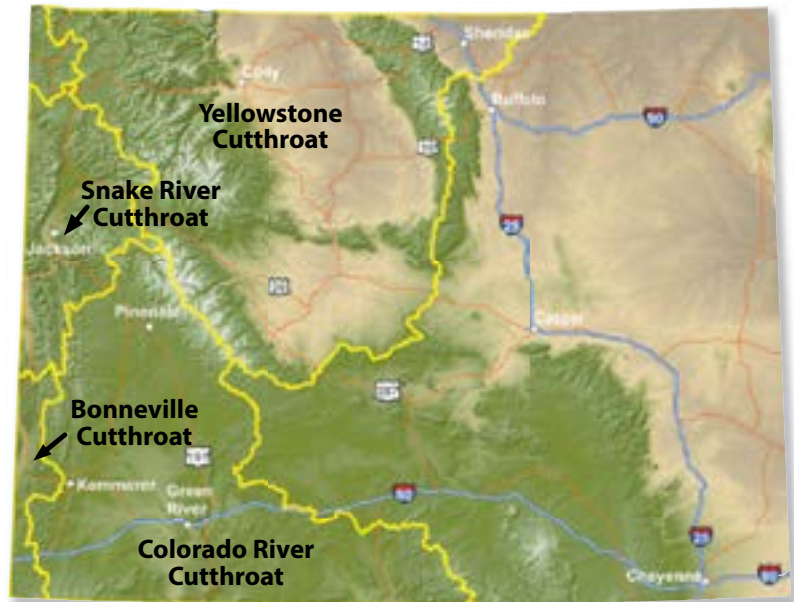 Sheridan
Cody
Buffalo
Yellowstone
Cutthroat
90
Snake River
Cutthroat
25
Jackson
Pinedale
Casper
Bonneville
Cutthroat
Kemmerer
Green
River
80
Colorado River
Cutthroat
25
Cheyenne
80